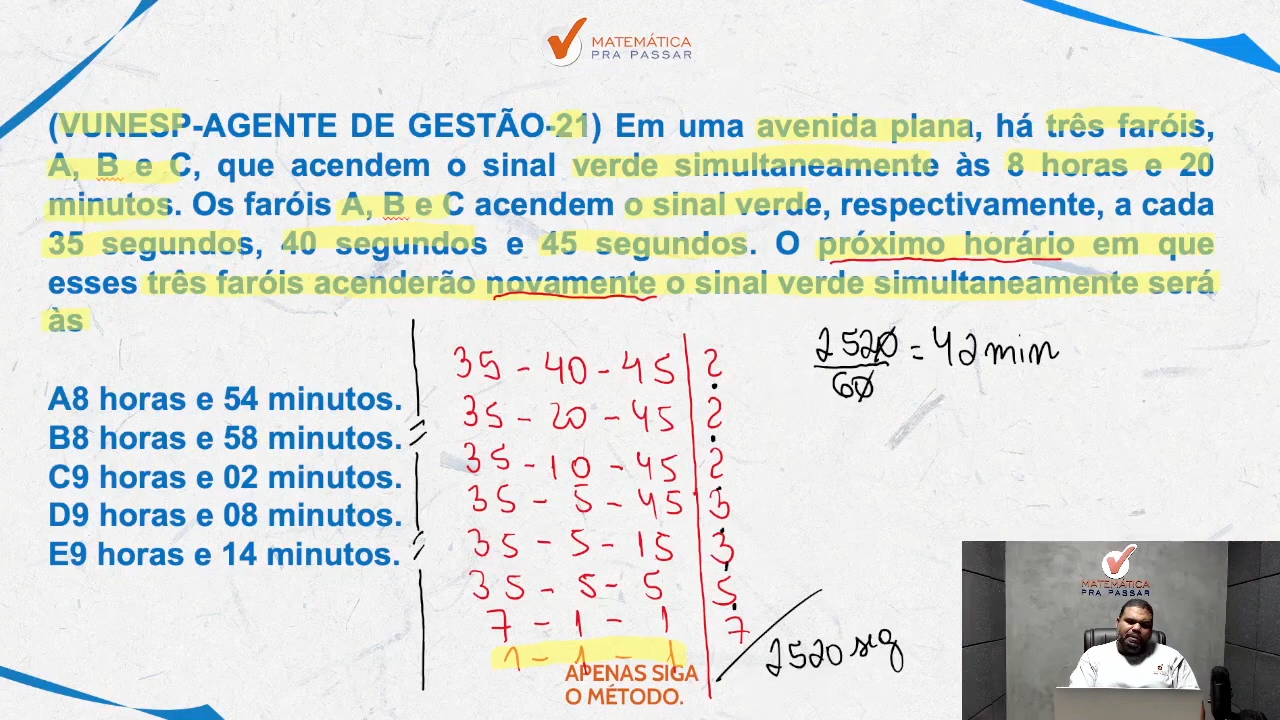 MATEMÁTICA
PRA PASSAR
(VUNESP-AGENTE DE GESTÃO-21) Em uma avenida plana, há três faróis,
A, B e C, que acendem o sinal verde simultaneamente às 8 horas e 20
minutos. Os faróis A, B e C acendem o sinal verde, respectivamente, a cada
35 segundos, 40 segundos e 45 segundos. O próximo horário em que
esses três faróis acenderão novamente o sinal verde simultaneamente será
às
A8 horas e 54 minutos.
B8 horas e 58 minutos.
C9 horas e 02 minutos.
D9 horas e 08 minutos.
E9 horas e 14 minutos.
35 - 40 - 45 | 2
35 - 20 - 45 | 2
35 - 10 - 45 | 2
35 - 5 - 45 | 3
35 - 5 - 15 | 3
35 - 5 - 5 | 5
7 - 1 - 1 | 7
1 - 1 - 1
2520 seg
2520 = 42 min
60
APENAS SIGA
O MÉTODO.
MATEMÁTICA
PRA PASSAR